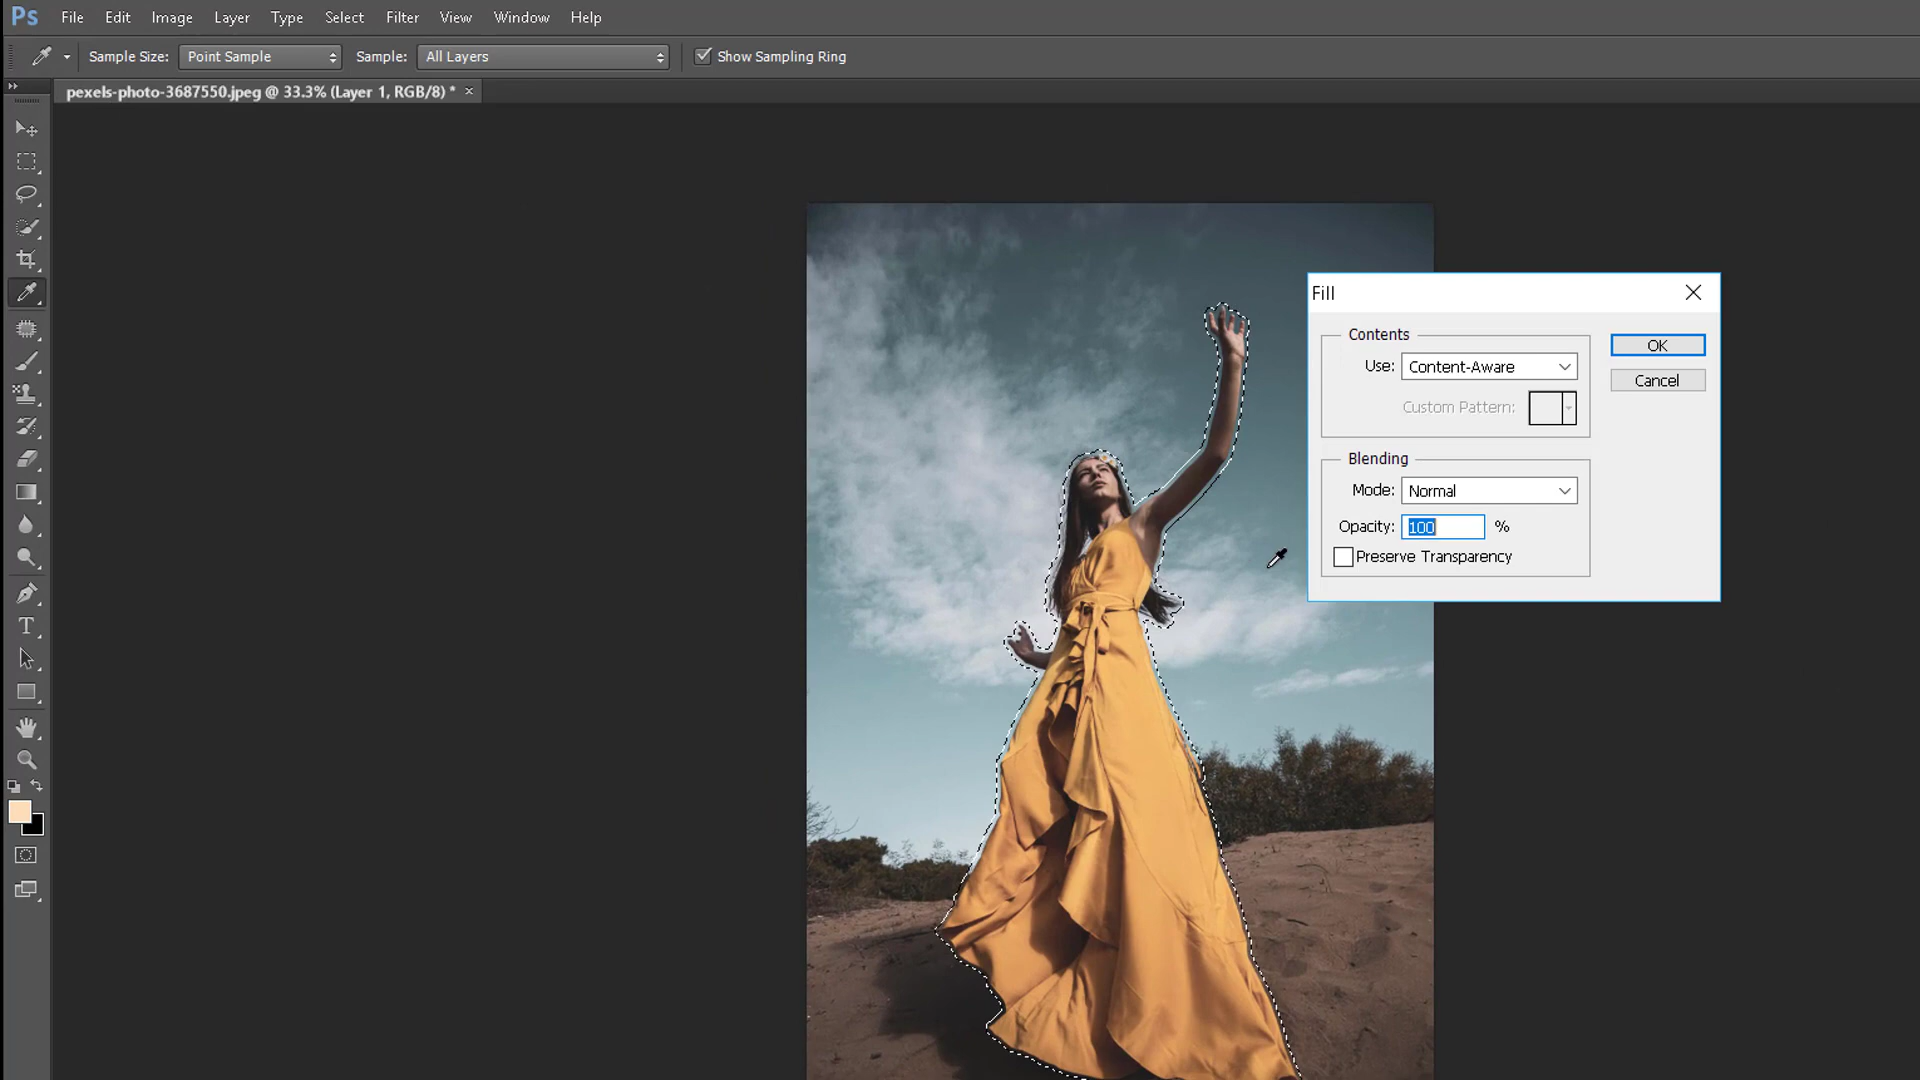 Ps File Edit Image Layer Type Select Filter View Window Help
Sample Size: Point Sample Sample: All Layers Show Sampling Ring
pexels-photo-3687550.jpeg @ 33.3% (Layer 1, RGB/8) * ×
Fill
Contents
Use: Content-Aware
OK
Custom Pattern:
Cancel
Blending
Mode: Normal
Opacity: 100 %
Preserve Transparency